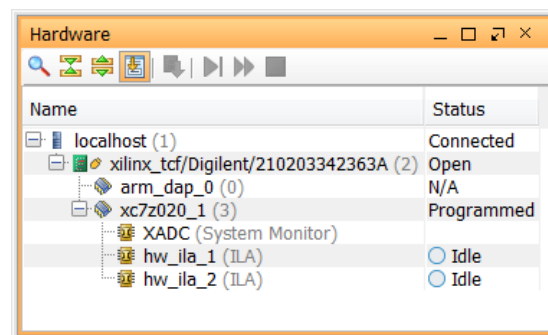 Hardware
Name Status
localhost (1) Connected
xilinx_tcf/Digilent/210203342363A (2) Open
arm_dap_0 (0) N/A
xc7z020_1 (3) Programmed
XADC (System Monitor)
hw_ila_1 (ILA) Idle
hw_ila_2 (ILA) Idle